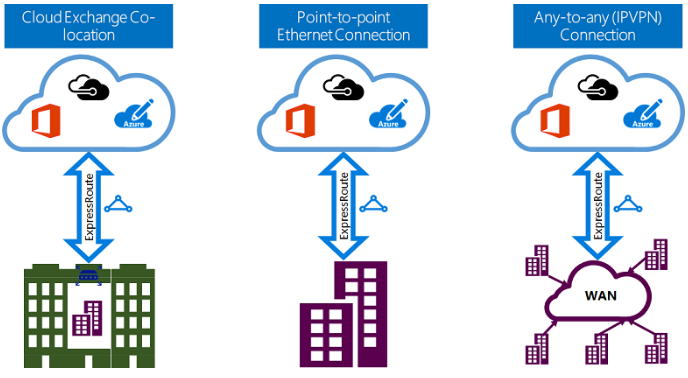 Cloud Exchange Co-
location
Point-to-point
Ethernet Connection
Any-to-any (IPVPN)
Connection
Azure
Azure
Azure
ExpressRoute
ExpressRoute
ExpressRoute
WAN